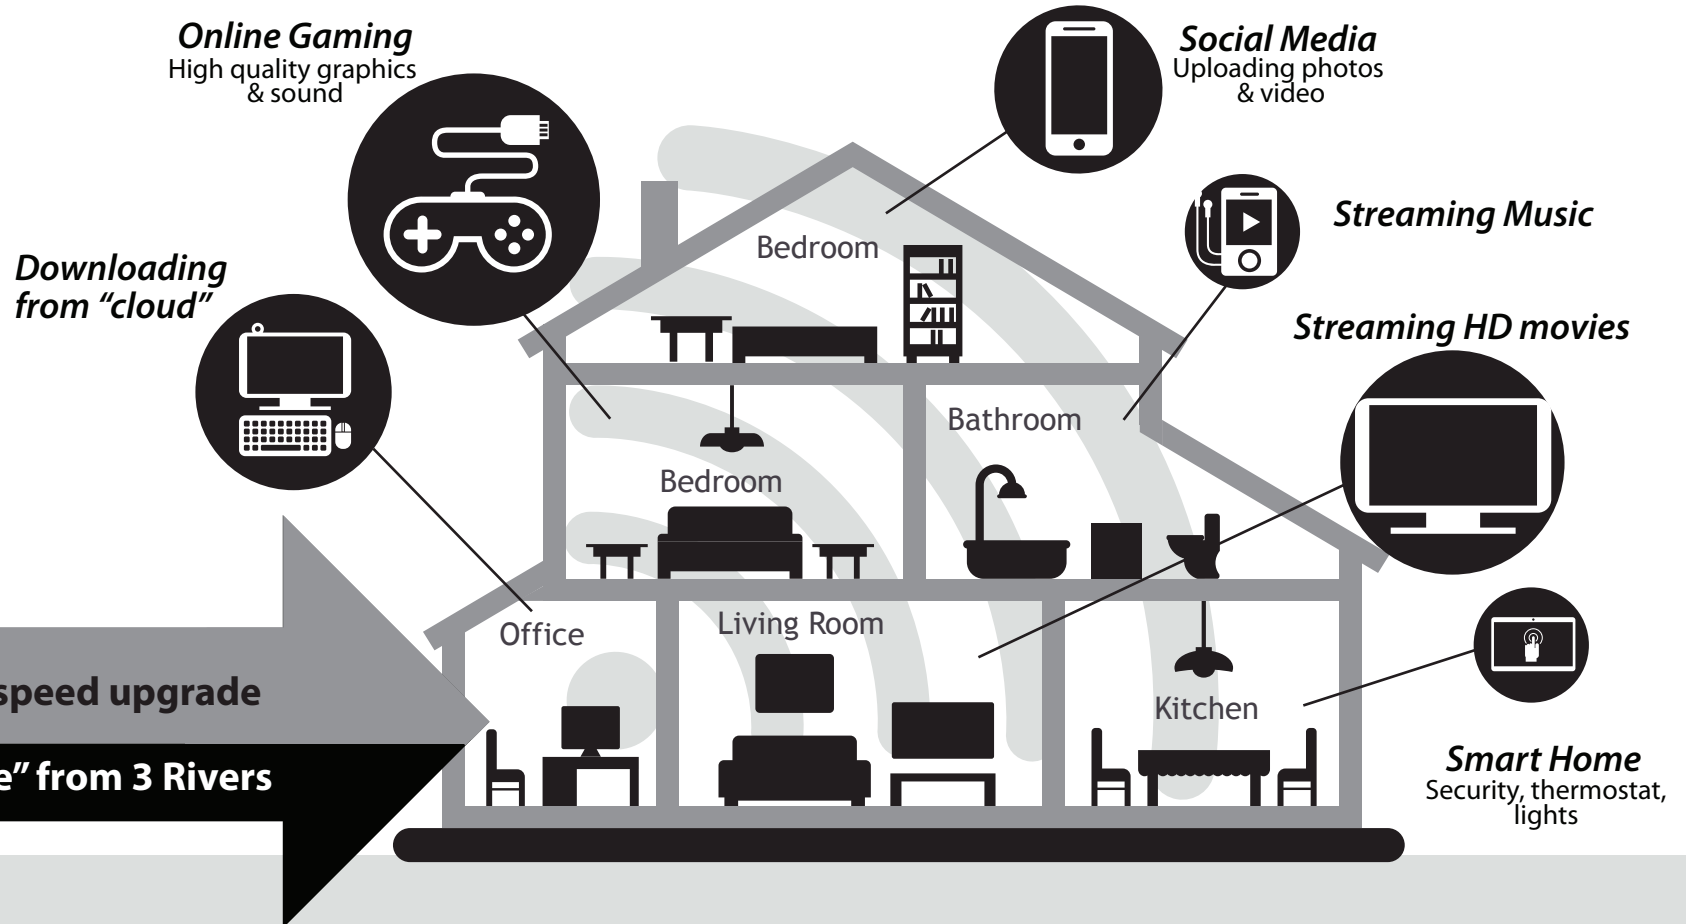 Online Gaming
High quality graphics
& sound
Social Media
Uploading photos
& video
Streaming Music
Downloading
from “cloud”
Streaming HD movies
Bedroom
Bathroom
Bedroom
Office
Living Room
Kitchen
speed upgrade
e” from 3 Rivers
Smart Home
Security, thermostat,
lights